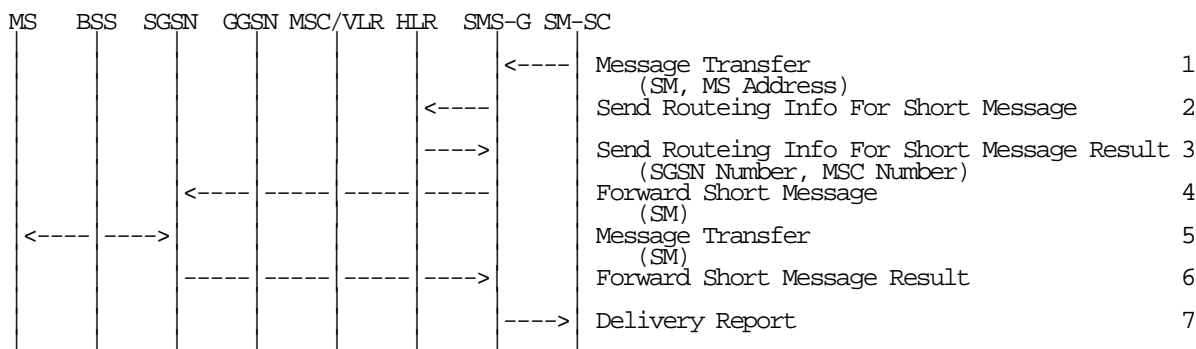 MS BSS SGSN GGSN MSC/VLR HLR SMS-G SM-SC
Message Transfer 1
(SM, MS Address)
Send Routeing Info For Short Message 2
Send Routeing Info For Short Message Result 3
(SGSN Number, MSC Number)
Forward Short Message 4
(SM)
Message Transfer 5
(SM)
Forward Short Message Result 6
Delivery Report 7